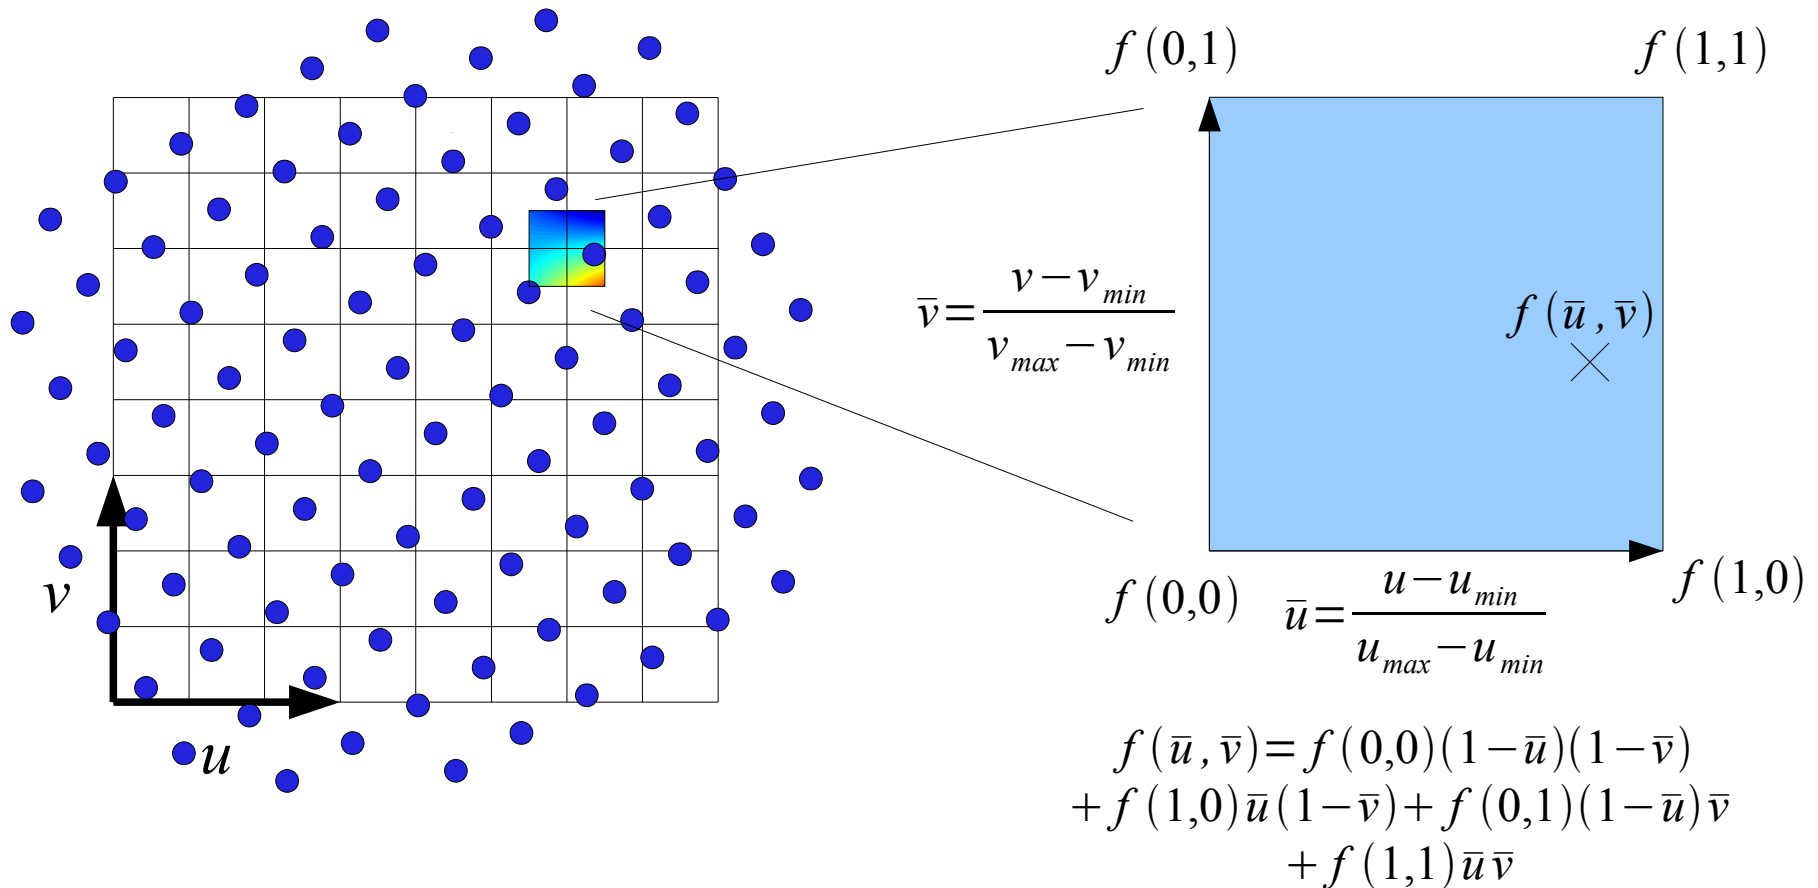 f(0,1)
f(1,1)
v̅ = (v − v_min) / (v_max − v_min)
f(u̅, v̅)
v
f(0,0)
u̅ = (u − u_min) / (u_max − u_min)
f(1,0)
u
f(u̅, v̅) = f(0,0)(1−u̅)(1−v̅)
+ f(1,0)u̅(1−v̅) + f(0,1)(1−u̅)v̅
+ f(1,1)u̅v̅